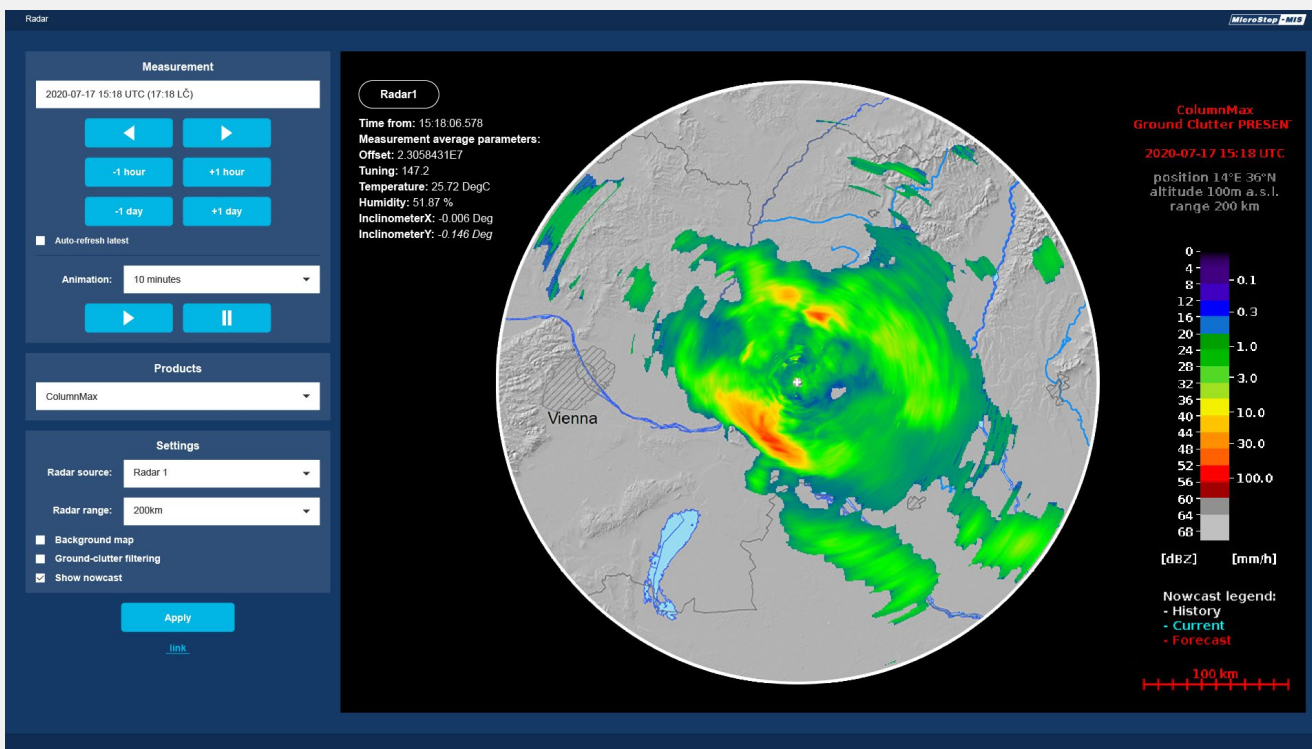 Radar
MicroStep-MIS
Measurement
2020-07-17 15:18 UTC (17:18 LČ)
-1 hour
+1 hour
-1 day
+1 day
Auto-refresh latest
Animation:
10 minutes
Products
ColumnMax
Settings
Radar source:
Radar 1
Radar range:
200km
Background map
Ground-clutter filtering
Show nowcast
Apply
link
Radar1
Time from: 15:18:06.578
Measurement average parameters:
Offset: 2.3058431E7
Tuning: 147.2
Temperature: 25.72 DegC
Humidity: 51.87 %
InclinometerX: -0.006 Deg
InclinometerY: -0.146 Deg
Vienna
ColumnMax
Ground Clutter PRESEN
2020-07-17 15:18 UTC
position 14°E 36°N
altitude 100m a.s.l.
range 200 km
0
4
8
12
16
20
24
28
32
36
40
44
48
52
56
60
64
68
0.1
0.3
1.0
3.0
10.0
30.0
100.0
[dBZ]
[mm/h]
Nowcast legend:
- History
- Current
- Forecast
100 km